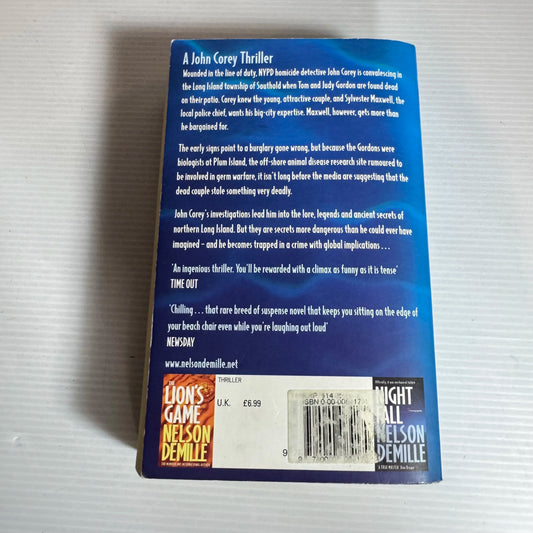 A John Corey Thriller
Wounded in the line of duty, NYPD homicide detective John Corey is convalescing in
the Long Island township of Southold when Tom and Judy Gordon are found dead
on their patio. Corey knew the young, attractive couple, and Sylvester Maxwell, the
local police chief, wants his big-city expertise. Maxwell, however, gets more than
he bargained for.
The early signs point to a burglary gone wrong, but because the Gordons were
biologists at Plum Island, the off-shore animal disease research site rumoured to
be involved in germ warfare, it isn't long before the media are suggesting that the
dead couple stole something very deadly.
John Corey's investigations lead him into the lore, legends and ancient secrets of
northern Long Island. But they are secrets more dangerous than he could ever have
imagined – and he becomes trapped in a crime with global implications . . .
'An ingenious thriller. You'll be rewarded with a climax as funny as it is tense'
TIME OUT
'Chilling . . . that rare breed of suspense novel that keeps you sitting on the edge of
your beach chair even while you're laughing out loud'
NEWSDAY
www.nelsondemille.net
THE
LION'S
GAME
NELSON
DEMILLE
THRILLER
U.K. £6.99
ISBN
9
NIGHT
FALL
NELSON
DEMILLE